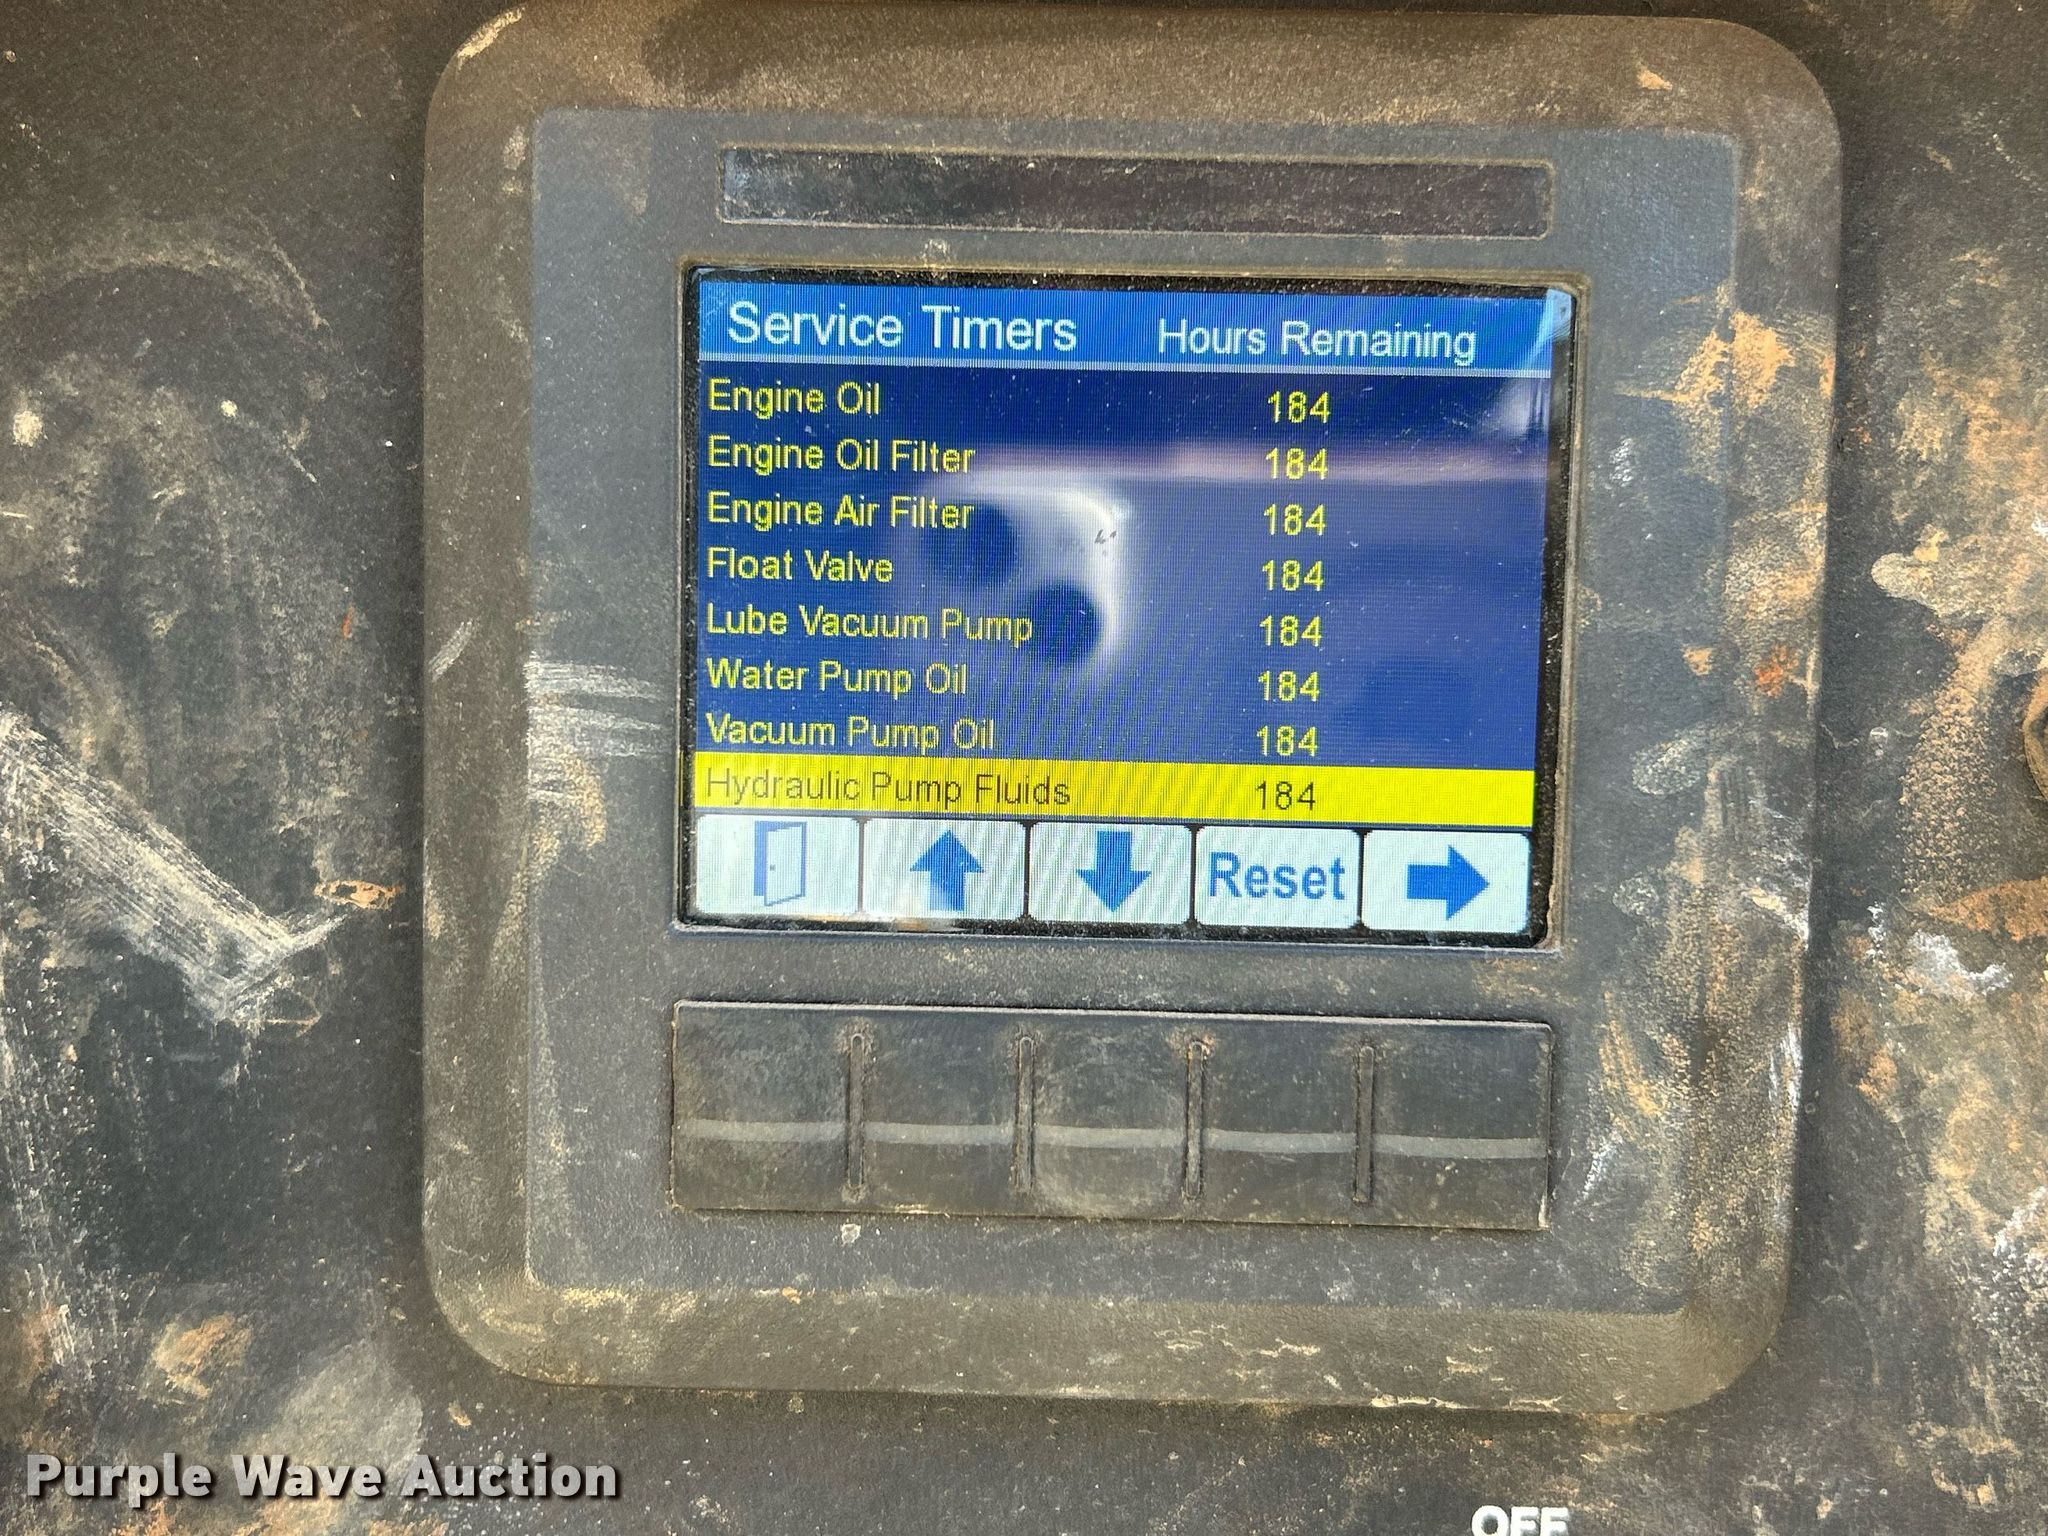 Service Timers Hours Remaining
Engine Oil 184
Engine Oil Filter 184
Engine Air Filter 184
Float Valve 184
Lube Vacuum Pump 184
Water Pump Oil 184
Vacuum Pump Oil 184
Hydraulic Pump Fluids 184
Reset
Purple Wave Auction
OFF